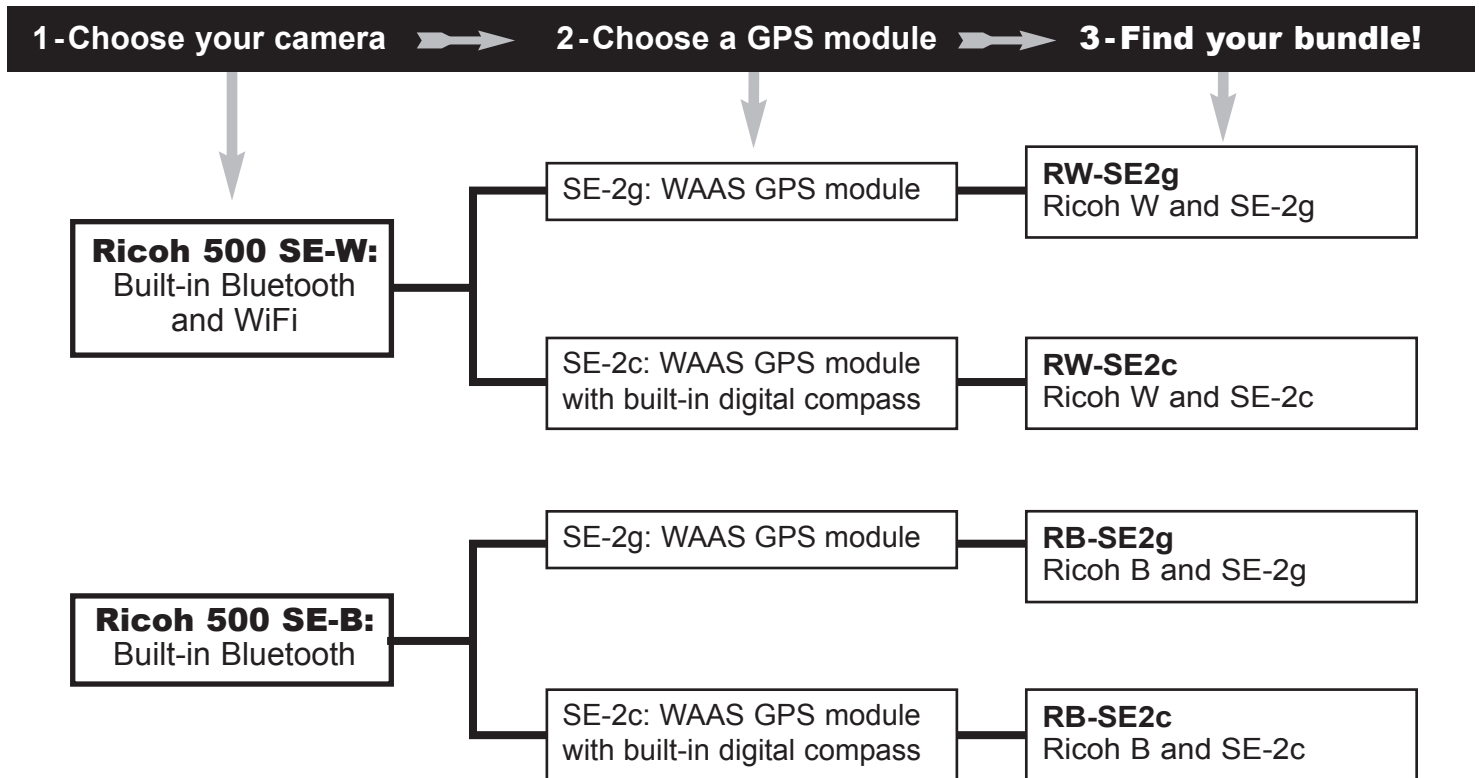 1-Choose your camera
2-Choose a GPS module
3-Find your bundle!
Ricoh 500 SE-W:
Built-in Bluetooth
and WiFi
SE-2g: WAAS GPS module
RW-SE2g
Ricoh W and SE-2g
SE-2c: WAAS GPS module
with built-in digital compass
RW-SE2c
Ricoh W and SE-2c
Ricoh 500 SE-B:
Built-in Bluetooth
SE-2g: WAAS GPS module
RB-SE2g
Ricoh B and SE-2g
SE-2c: WAAS GPS module
with built-in digital compass
RB-SE2c
Ricoh B and SE-2c